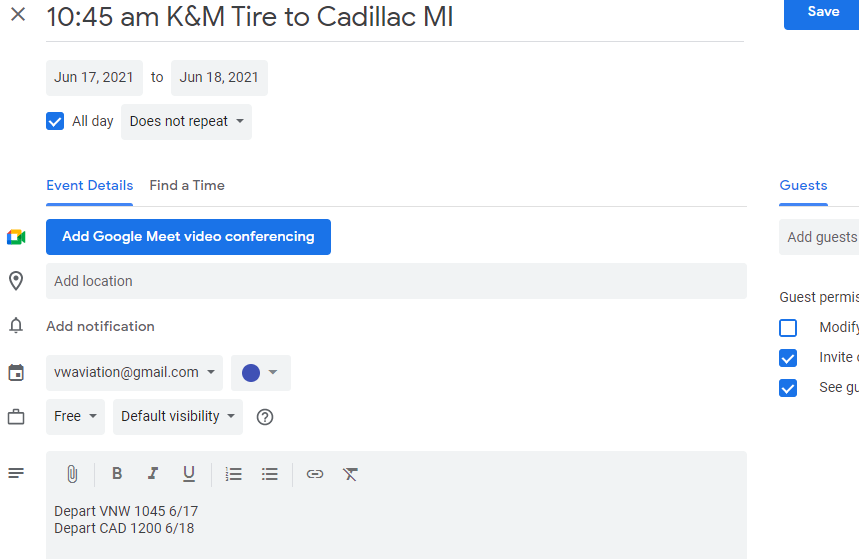 10:45 am K&M Tire to Cadillac MI
Save
Jun 17, 2021 to Jun 18, 2021
All day Does not repeat
Event Details Find a Time
Guests
Add Google Meet video conferencing
Add guests
Add location
Guest permis
Add notification
Modify
Invite o
See gu
vwaviation@gmail.com
Free Default visibility
B I U
Depart VNW 1045 6/17
Depart CAD 1200 6/18